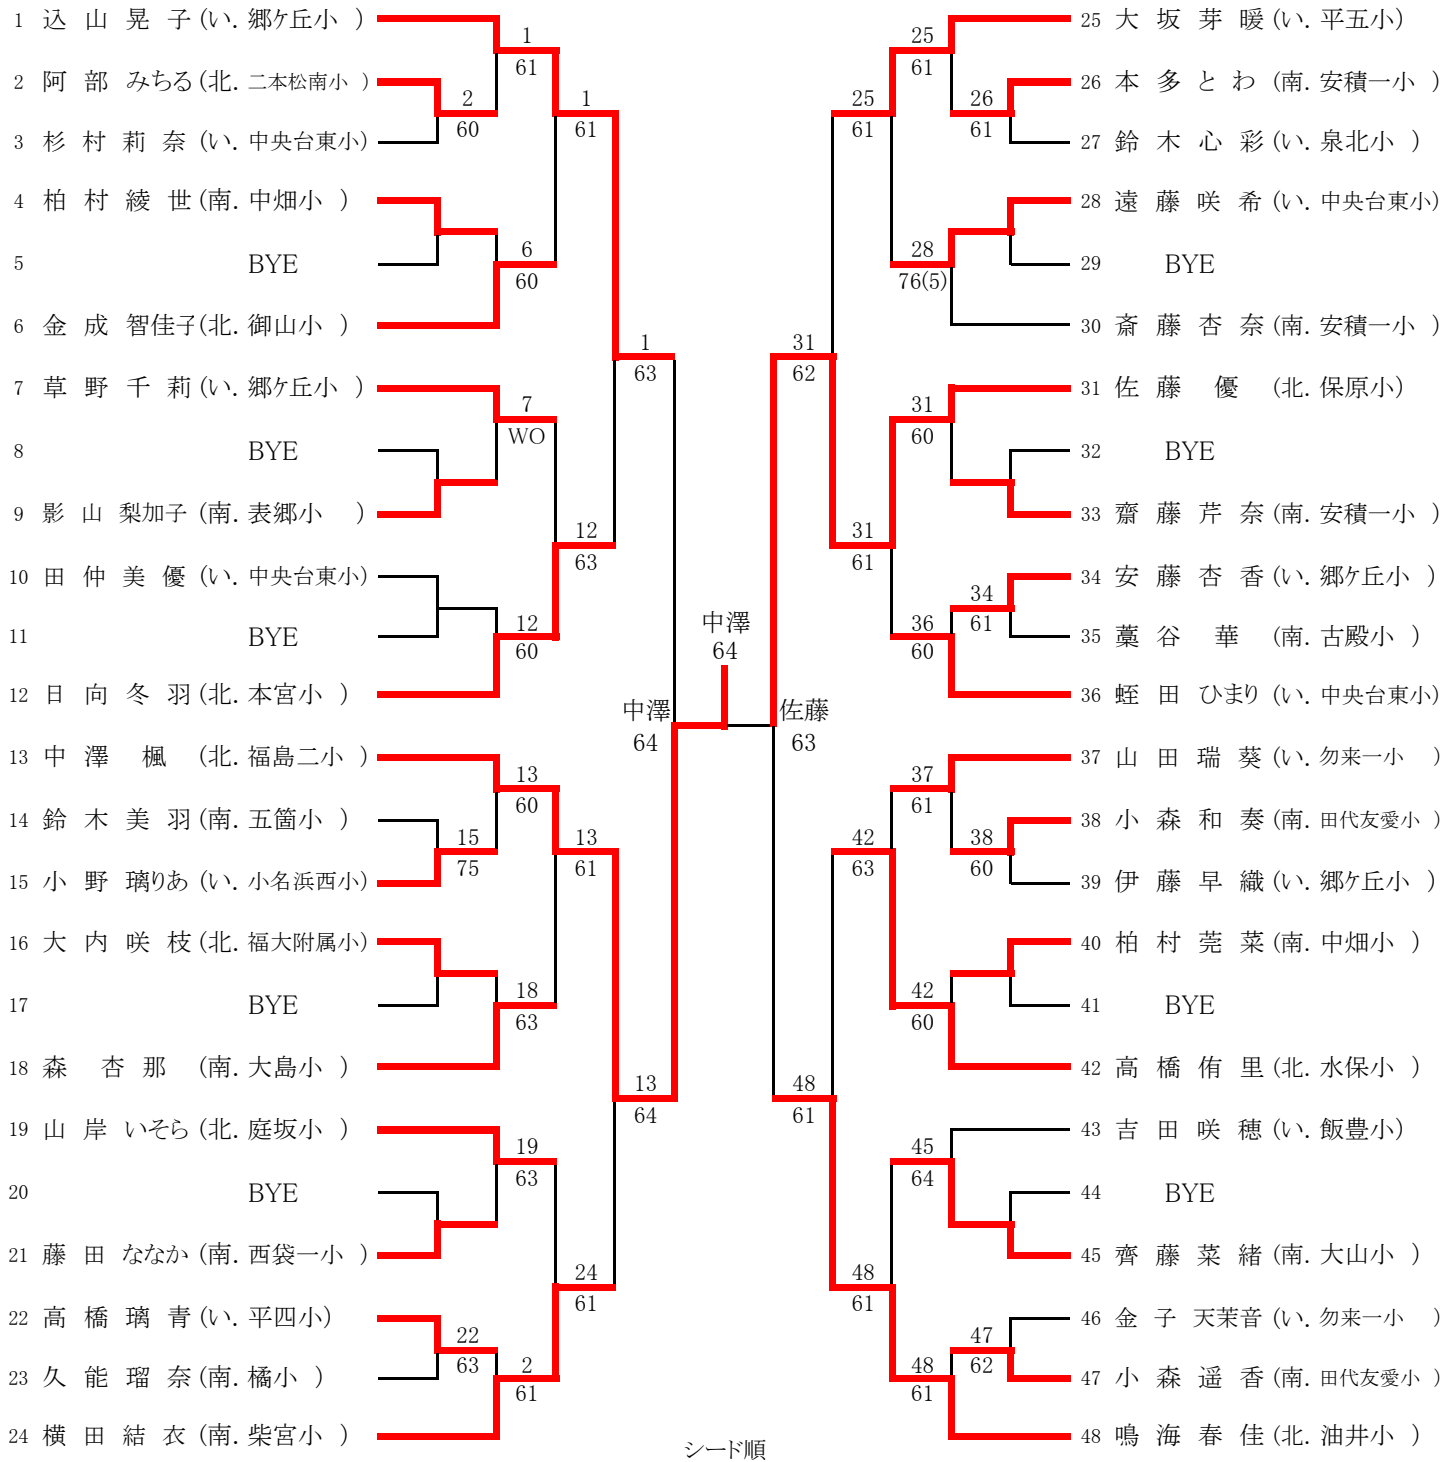 1 込山晃子(い.郷ケ丘小)
2 阿部みちる(北.二本松南小)
3 杉村莉奈(い.中央台東小)
4 柏村綾世(南.中畑小)
5 BYE
6 金成智佳子(北.御山小)
7 草野千莉(い.郷ケ丘小)
8 BYE
9 影山梨加子(南.表郷小)
10 田仲美優(い.中央台東小)
11 BYE
12 日向冬羽(北.本宮小)
13 中澤楓(北.福島二小)
14 鈴木美羽(南.五箇小)
15 小野璃りあ(い.小名浜西小)
16 大内咲枝(北.福大附属小)
17 BYE
18 森杏那(南.大島小)
19 山岸いそら(北.庭坂小)
20 BYE
21 藤田ななか(南.西袋一小)
22 高橋璃青(い.平四小)
23 久能瑠奈(南.橘小)
24 横田結衣(南.柴宮小)
2
60
15
75
22
63
1
61
6
60
7
WO
12
60
13
60
18
63
19
63
2
61
1
61
12
63
13
61
24
61
1
63
13
64
中澤
64
中澤
64
佐藤
63
31
62
48
61
25
61
31
61
42
63
48
61
25
61
28
76(5)
31
60
36
60
37
61
42
60
45
64
48
61
26
61
34
61
38
60
47
62
25 大坂芽暖(い.平五小)
26 本多とわ(南.安積一小)
27 鈴木心彩(い.泉北小)
28 遠藤咲希(い.中央台東小)
29 BYE
30 斎藤杏奈(南.安積一小)
31 佐藤優(北.保原小)
32 BYE
33 齋藤芹奈(南.安積一小)
34 安藤杏香(い.郷ケ丘小)
35 藁谷華(南.古殿小)
36 蛭田ひまり(い.中央台東小)
37 山田瑞葵(い.勿来一小)
38 小森和奏(南.田代友愛小)
39 伊藤早織(い.郷ケ丘小)
40 柏村莞菜(南.中畑小)
41 BYE
42 高橋侑里(北.水保小)
43 吉田咲穂(い.飯豊小)
44 BYE
45 齊藤菜緒(南.大山小)
46 金子天茉音(い.勿来一小)
47 小森遥香(南.田代友愛小)
48 鳴海春佳(北.油井小)
シード順